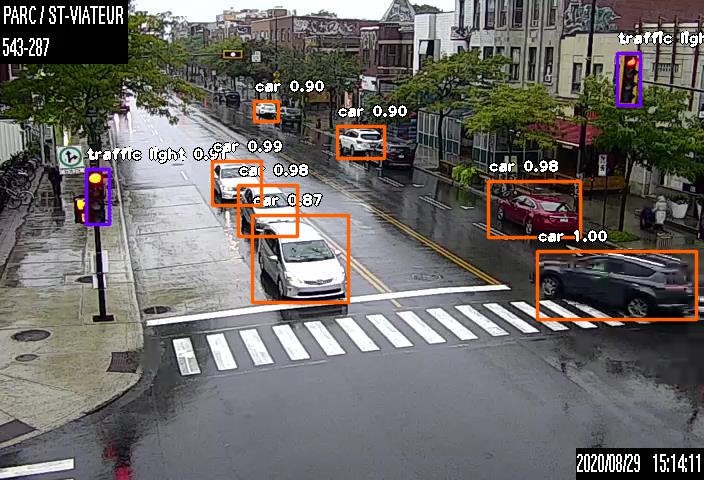 PARC / ST-VIATEUR
543-287
traffic ligh
car 0.90
car 0.90
car 0.99
traffic light 0.91
car 0.98
car 0.98
car 0.87
car 1.00
2020/08/29 15:14:11